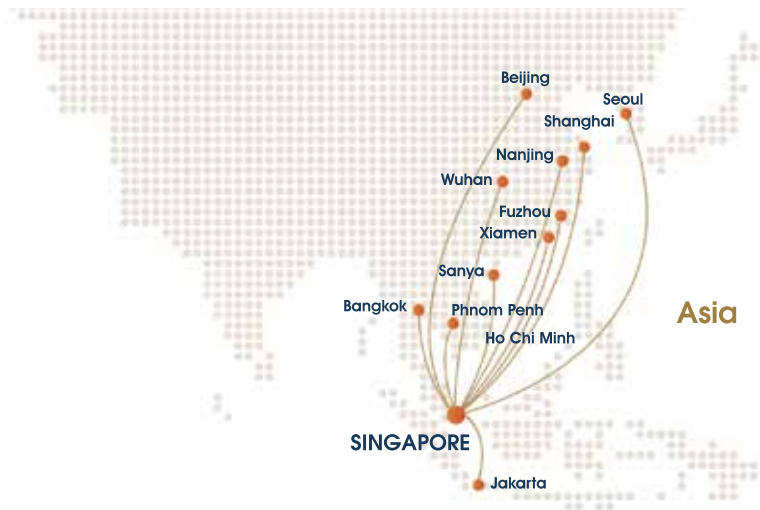 Beijing
Seoul
Shanghai
Nanjing
Wuhan
Fuzhou
Xiamen
Sanya
Bangkok
Phnom Penh
Asia
Ho Chi Minh
SINGAPORE
Jakarta